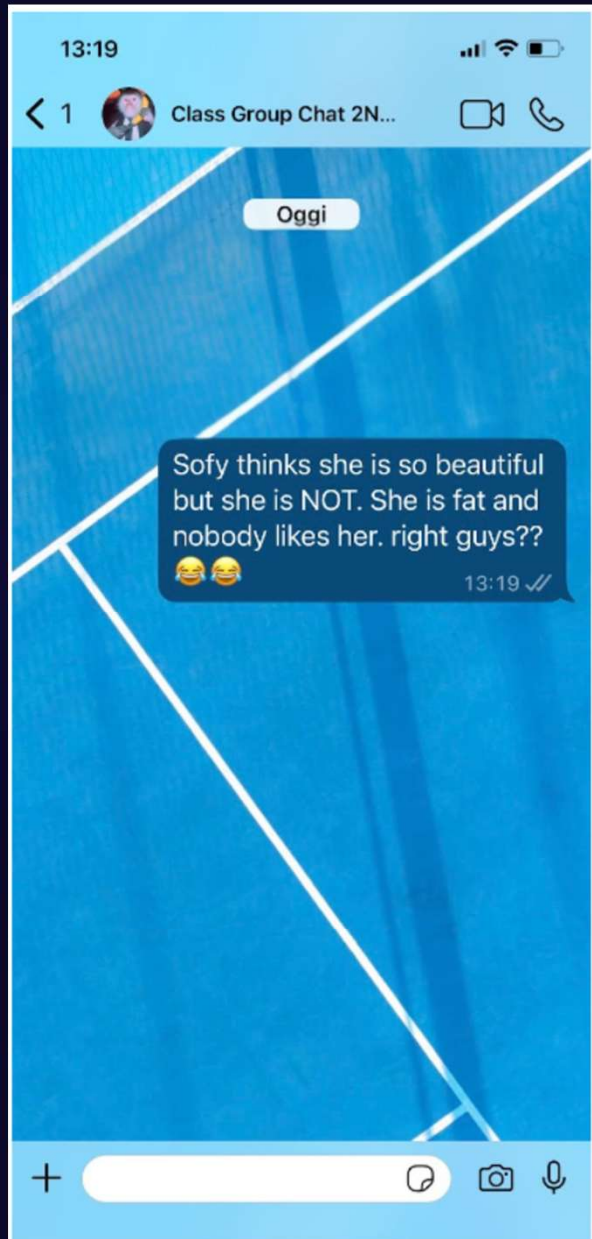 13:19
1 Class Group Chat 2N...
Oggi
Sofy thinks she is so beautiful
but she is NOT. She is fat and
nobody likes her. right guys??
😂😂
13:19